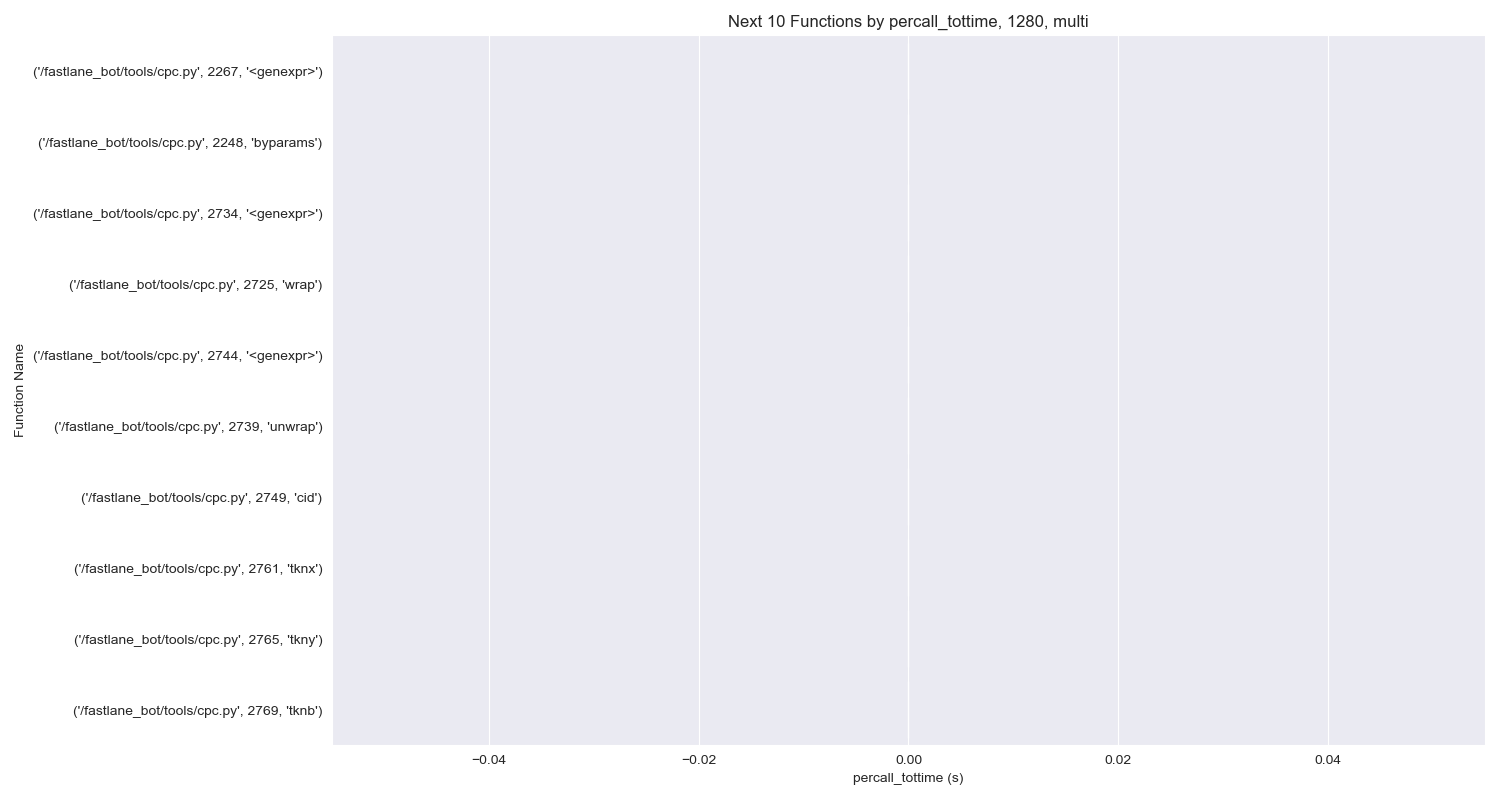 Next 10 Functions by percall_tottime, 1280, multi
('/fastlane_bot/tools/cpc.py', 2267, '<genexpr>')
('/fastlane_bot/tools/cpc.py', 2248, 'byparams')
('/fastlane_bot/tools/cpc.py', 2734, '<genexpr>')
('/fastlane_bot/tools/cpc.py', 2725, 'wrap')
('/fastlane_bot/tools/cpc.py', 2744, '<genexpr>')
('/fastlane_bot/tools/cpc.py', 2739, 'unwrap')
('/fastlane_bot/tools/cpc.py', 2749, 'cid')
('/fastlane_bot/tools/cpc.py', 2761, 'tknx')
('/fastlane_bot/tools/cpc.py', 2765, 'tkny')
('/fastlane_bot/tools/cpc.py', 2769, 'tknb')
Function Name
−0.04
−0.02
0.00
0.02
0.04
percall_tottime (s)